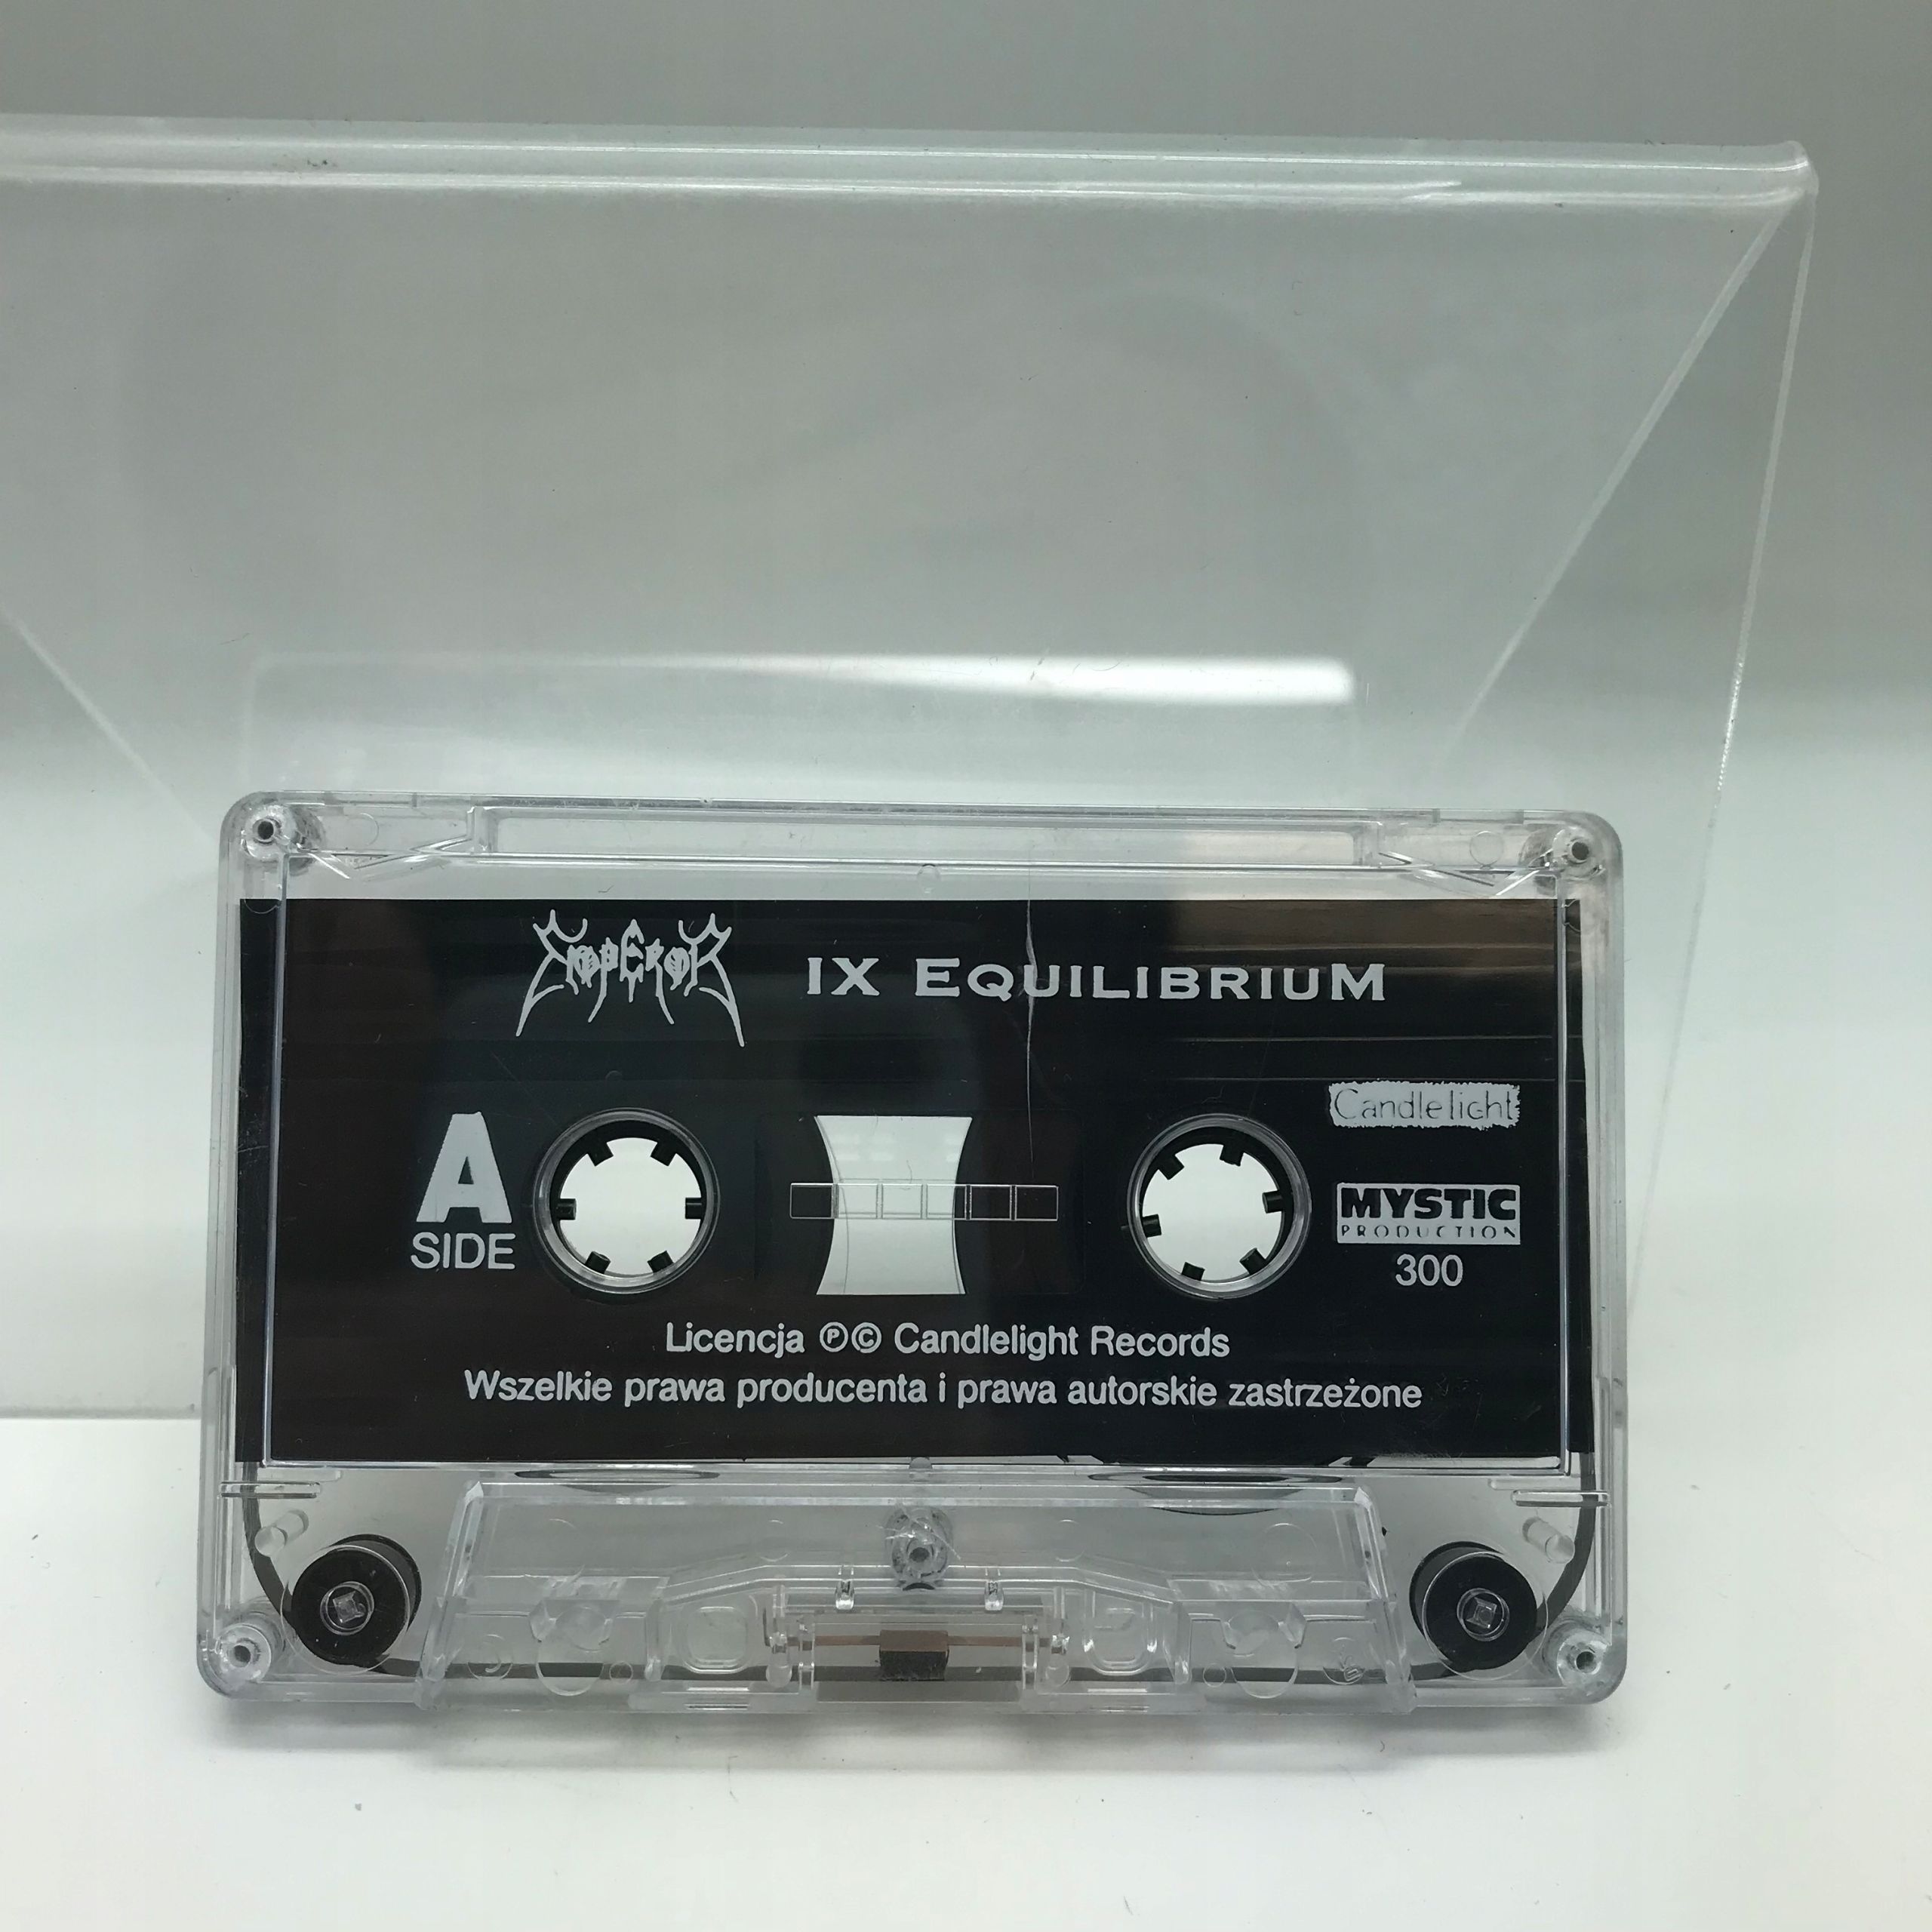 EMPEROR IX EQUILIBRIUM
Candlelight
A
SIDE
MYSTIC
PRODUCTION
300
Licencja ℗© Candlelight Records
Wszelkie prawa producenta i prawa autorskie zastrzeżone